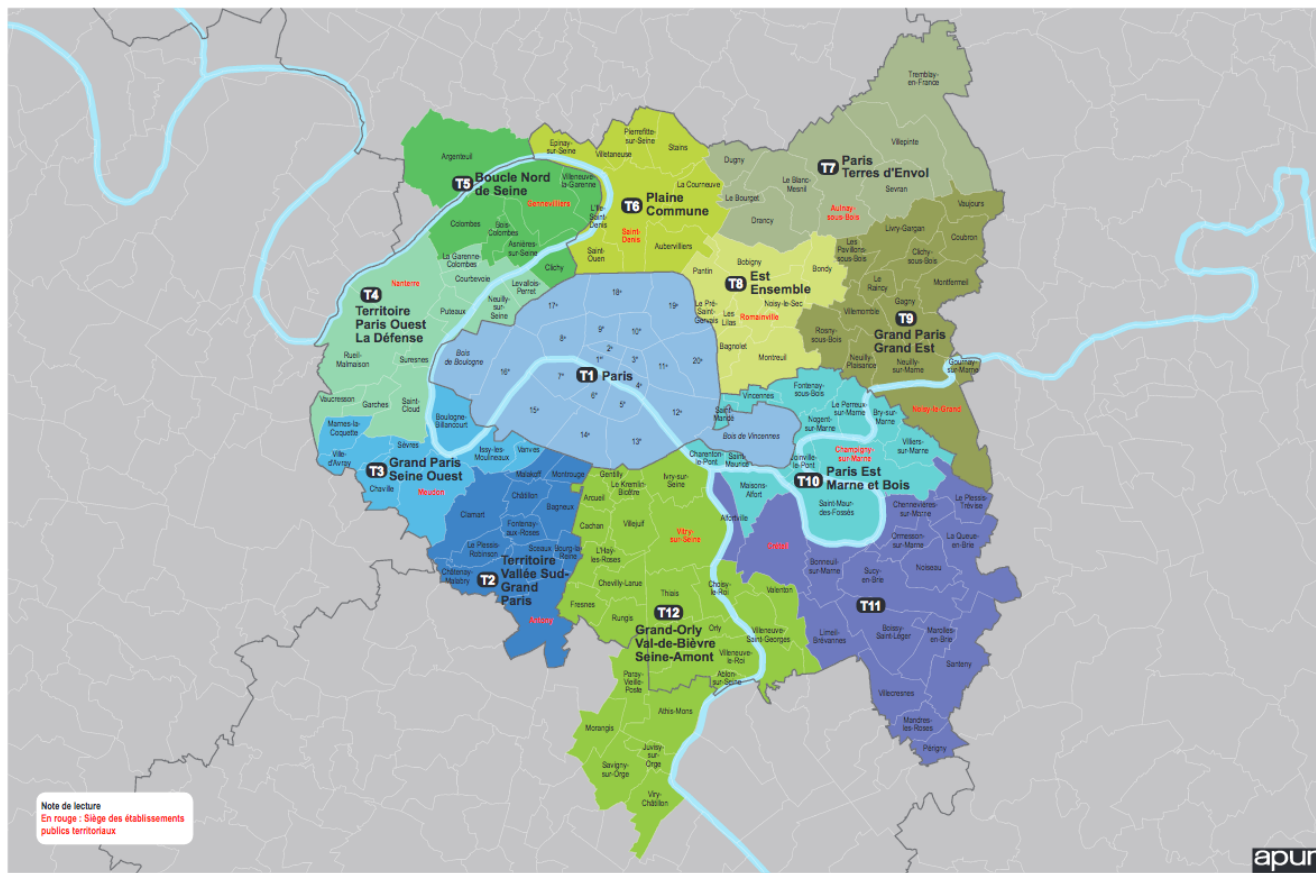 Tremblay-
en-France
Villepinte
T7 Paris
Terres d'Envol
Dugny
Le Blanc-
Mesnil
Sevran
Le Bourget
Drancy
Aulnay-
sous-Bois
Epinay-
sur-Seine
Pierrefitte-
sur-Seine
Villetaneuse
Stains
La Courneuve
T6 Plaine
Commune
L'Ile-
Saint-
Denis
Saint-
Denis
Saint-
Ouen
Aubervilliers
Argenteuil
T5 Boucle Nord
de Seine
Villeneuve-
la-Garenne
Gennevilliers
Colombes
Bois-
Colombes
Asnières-
sur-Seine
Clichy
La Garenne-
Colombes
Nanterre
Courbevoie
Levallois-
Perret
T4
Territoire
Paris Ouest
La Défense
Puteaux
Neuilly-
sur-
Seine
Rueil-
Malmaison
Suresnes
Vaucresson
Garches
Saint-
Cloud
Vaujours
Livry-Gargan
Coubron
Les
Pavillons-
sous-Bois
Clichy-
sous-Bois
Le
Raincy
Montfermeil
Gagny
Villemomble
T9
Grand Paris
Grand Est
Rosny-
sous-Bois
Neuilly-
Plaisance
Neuilly-
sur-Marne
Gournay-
sur-Marne
Noisy-le-Grand
Pantin
Bobigny
Bondy
T8 Est
Ensemble
Le Pré-
Saint-
Gervais
Les
Lilas
Noisy-le-Sec
Romainville
Bagnolet
Montreuil
17e
18e
19e
8e
9e
10e
2e
1er
3e
11e
20e
Bois
de Boulogne
16e
7e
T1 Paris
4e
6e
5e
12e
15e
14e
13e
Marnes-la-
Coquette
Boulogne-
Billancourt
Sèvres
Ville-
d'Avray
T3 Grand Paris
Seine Ouest
Issy-les-
Moulineaux
Vanves
Chaville
Meudon
Malakoff
Montrouge
Châtillon
Clamart
Bagneux
Fontenay-
aux-Roses
Le Plessis-
Robinson
Sceaux
Bourg-la-
Reine
Châtenay-
Malabry
T2 Territoire
Vallée Sud-
Grand
Paris
Antony
Vincennes
Fontenay-
sous-Bois
Saint-
Mandé
Bois de Vincennes
Le Perreux-
sur-Marne
Bry-sur-
Marne
Nogent-
sur-Marne
Champigny-
sur-Marne
Villiers-
sur-Marne
Charenton-
le-Pont
Saint-
Maurice
Joinville-
le-Pont
T10 Paris Est
Marne et Bois
Maisons-
Alfort
Saint-Maur-
des-Fossés
Gentilly
Le Kremlin-
Bicêtre
Ivry-sur-
Seine
Arcueil
Cachan
Villejuif
Vitry-
sur-Seine
L'Haÿ-
les-Roses
Chevilly-Larue
Choisy-
le-Roi
Thiais
Fresnes
Rungis
T12
Grand-Orly
Val-de-Bièvre
Seine-Amont
Orly
Valenton
Villeneuve-
Saint-Georges
Villeneuve-
le-Roi
Ablon-
sur-Seine
Paray-
Vieille-
Poste
Athis-Mons
Morangis
Juvisy-
sur-
Orge
Savigny-
sur-Orge
Viry-
Châtillon
Alfortville
Créteil
Chennevières-
sur-Marne
Le Plessis-
Trévise
Ormesson-
sur-Marne
La Queue-
en-Brie
Bonneuil-
sur-Marne
Sucy-
en-Brie
Noiseau
T11
Limeil-
Brévannes
Boissy-
Saint-Léger
Marolles-
en-Brie
Santeny
Villecresnes
Mandres-
les-Roses
Périgny
Note de lecture
En rouge : Siège des établissements
publics territoriaux
apur